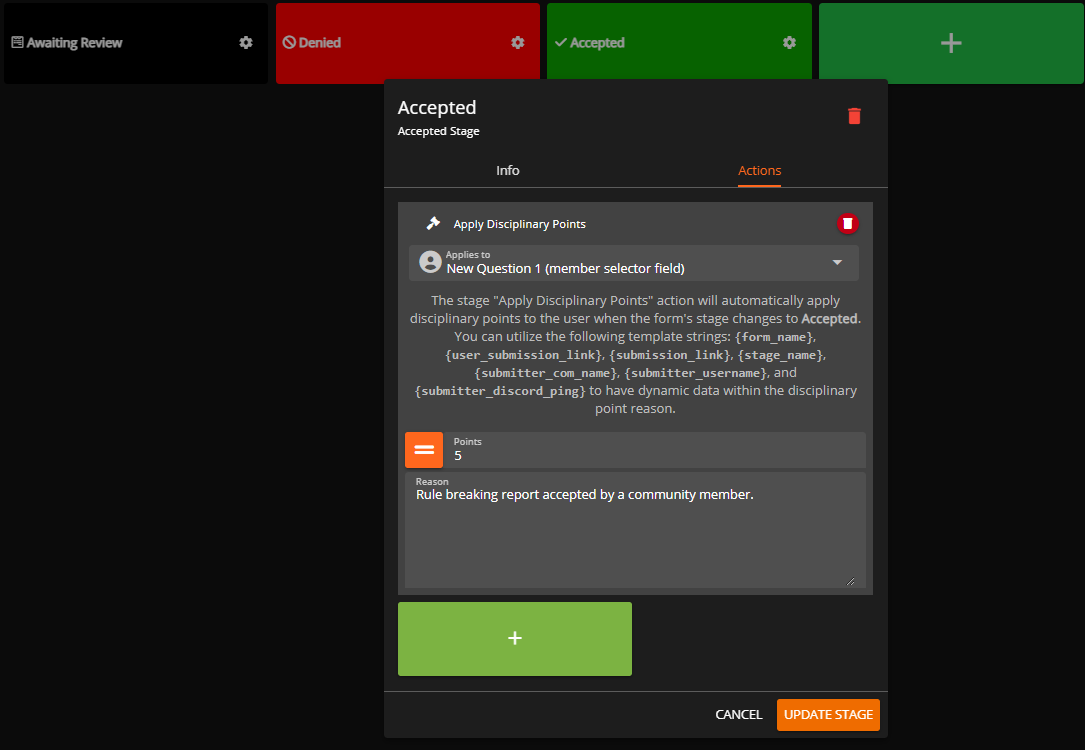 Awaiting Review
Denied
Accepted
Accepted
Accepted Stage
Info
Actions
Apply Disciplinary Points
Applies to
New Question 1 (member selector field)
The stage "Apply Disciplinary Points" action will automatically apply
disciplinary points to the user when the form's stage changes to Accepted.
You can utilize the following template strings: {form_name},
{user_submission_link}, {submission_link}, {stage_name},
{submitter_com_name}, {submitter_username}, and
{submitter_discord_ping} to have dynamic data within the disciplinary
point reason.
Points
5
Reason
Rule breaking report accepted by a community member.
CANCEL
UPDATE STAGE